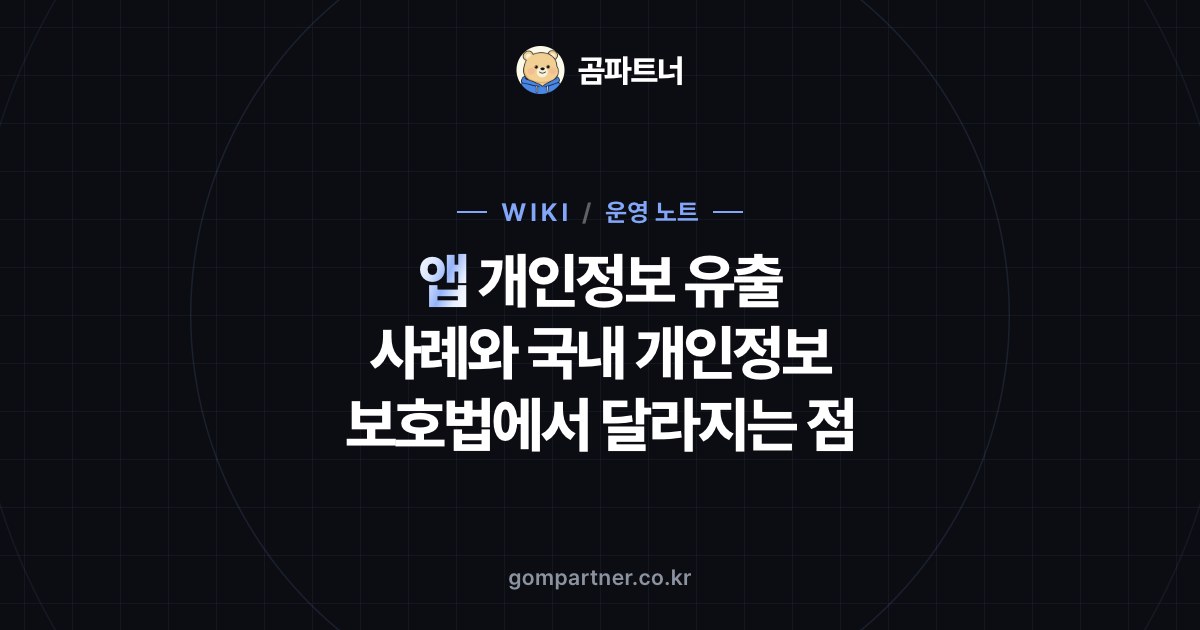 곰파트너
WIKI / 운영 노트
앱 개인정보 유출
사례와 국내 개인정보
보호법에서 달라지는 점
gompartner.co.kr